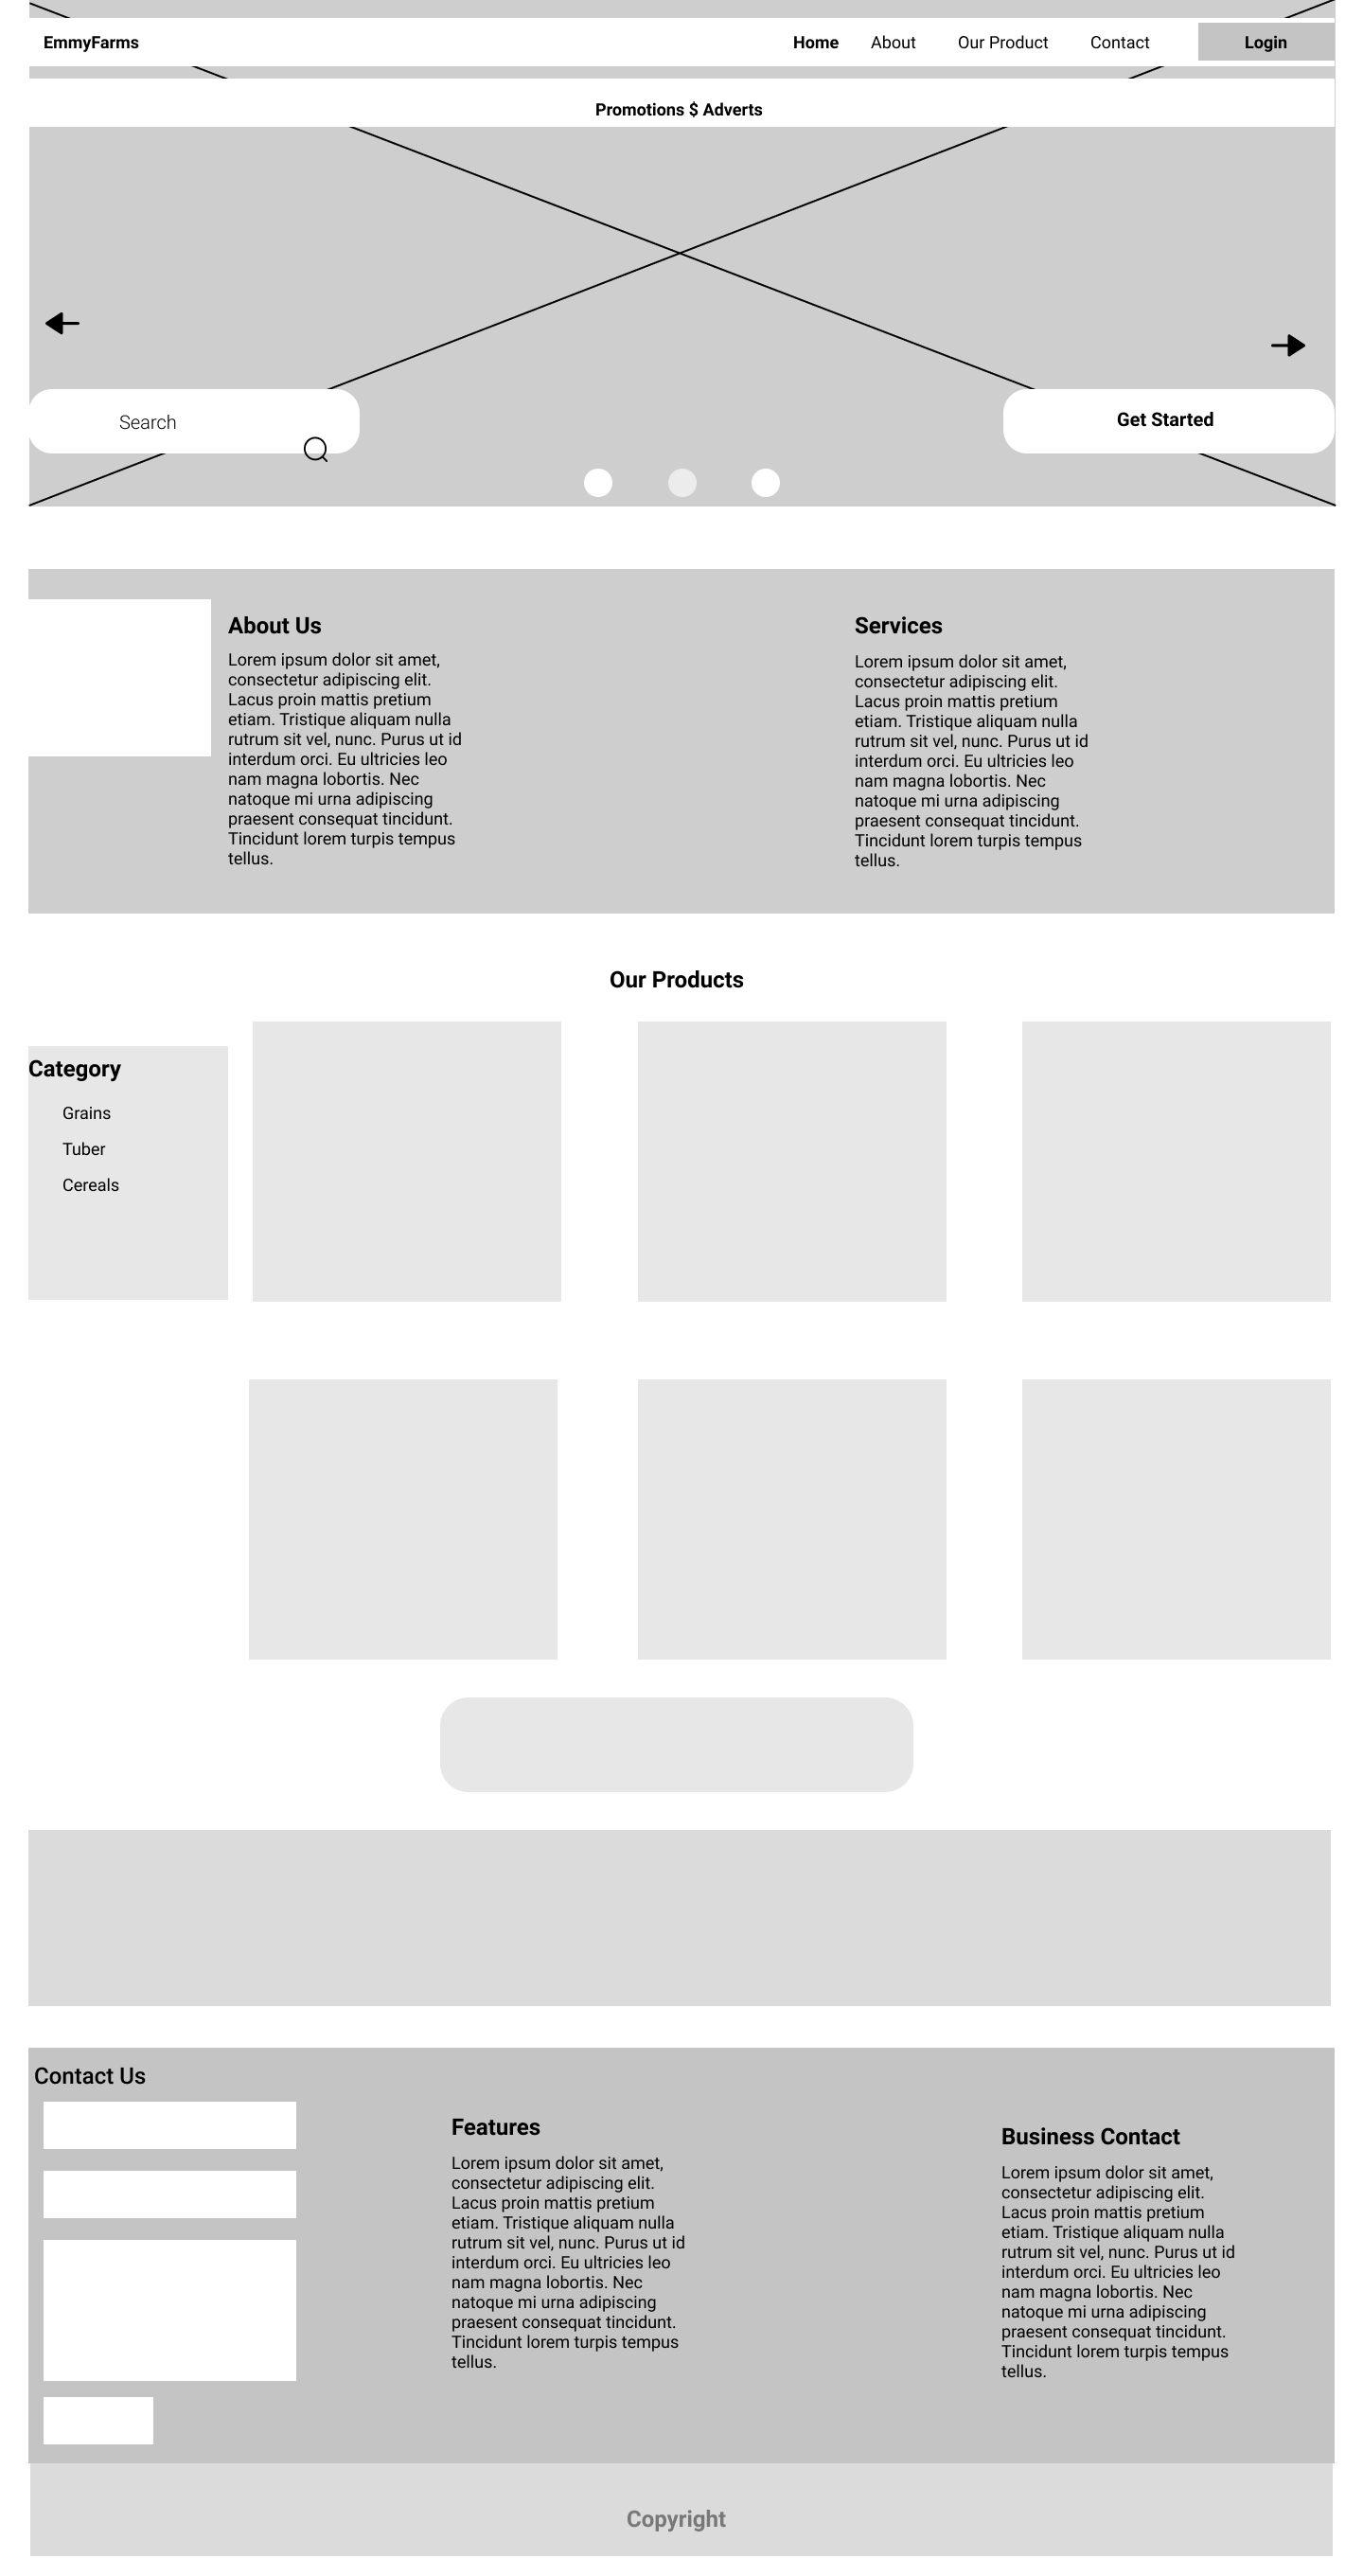 EmmyFarms
Home About Our Product Contact Login
Promotions $ Adverts
Search
Get Started
About Us
Lorem ipsum dolor sit amet,
consectetur adipiscing elit.
Lacus proin mattis pretium
etiam. Tristique aliquam nulla
rutrum sit vel, nunc. Purus ut id
interdum orci. Eu ultricies leo
nam magna lobortis. Nec
natoque mi urna adipiscing
praesent consequat tincidunt.
Tincidunt lorem turpis tempus
tellus.
Services
Lorem ipsum dolor sit amet,
consectetur adipiscing elit.
Lacus proin mattis pretium
etiam. Tristique aliquam nulla
rutrum sit vel, nunc. Purus ut id
interdum orci. Eu ultricies leo
nam magna lobortis. Nec
natoque mi urna adipiscing
praesent consequat tincidunt.
Tincidunt lorem turpis tempus
tellus.
Our Products
Category
Grains
Tuber
Cereals
Contact Us
Features
Lorem ipsum dolor sit amet,
consectetur adipiscing elit.
Lacus proin mattis pretium
etiam. Tristique aliquam nulla
rutrum sit vel, nunc. Purus ut id
interdum orci. Eu ultricies leo
nam magna lobortis. Nec
natoque mi urna adipiscing
praesent consequat tincidunt.
Tincidunt lorem turpis tempus
tellus.
Business Contact
Lorem ipsum dolor sit amet,
consectetur adipiscing elit.
Lacus proin mattis pretium
etiam. Tristique aliquam nulla
rutrum sit vel, nunc. Purus ut id
interdum orci. Eu ultricies leo
nam magna lobortis. Nec
natoque mi urna adipiscing
praesent consequat tincidunt.
Tincidunt lorem turpis tempus
tellus.
Copyright